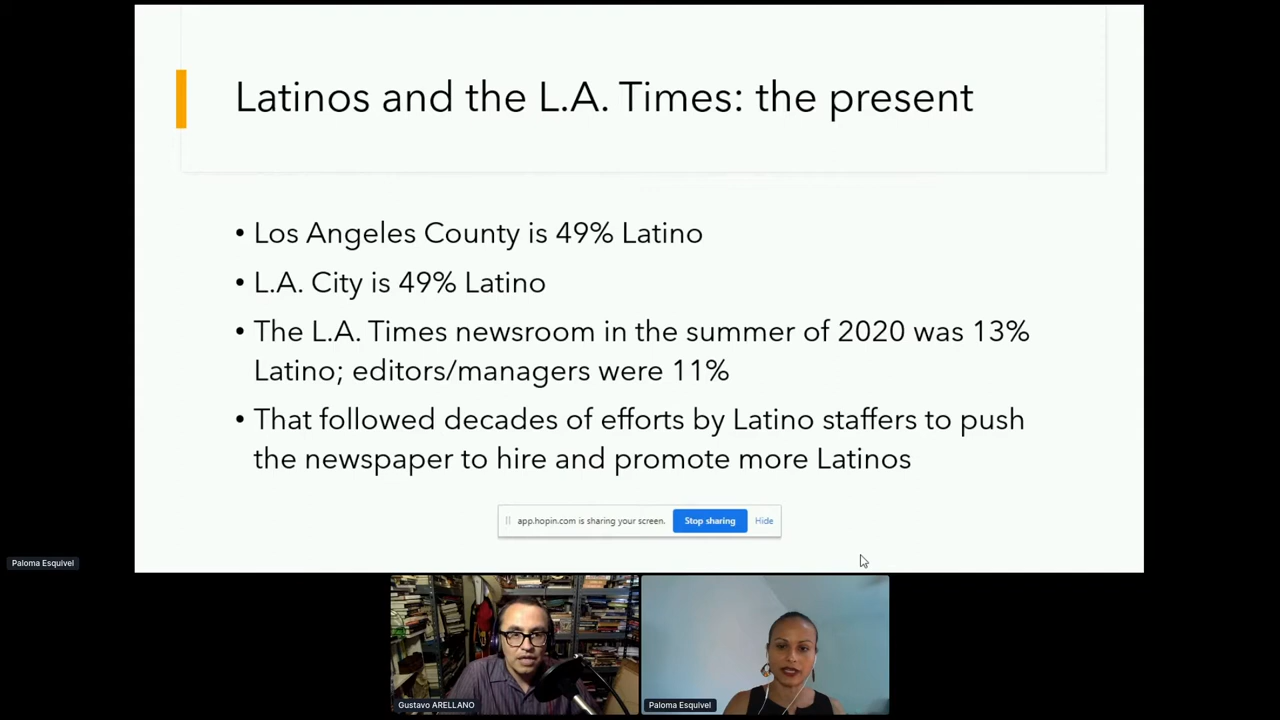 Latinos and the L.A. Times: the present
• Los Angeles County is 49% Latino
• L.A. City is 49% Latino
• The L.A. Times newsroom in the summer of 2020 was 13%
Latino; editors/managers were 11%
• That followed decades of efforts by Latino staffers to push
the newspaper to hire and promote more Latinos
app.hopin.com is sharing your screen. Stop sharing Hide
Paloma Esquivel
Gustavo ARELLANO
Paloma Esquivel